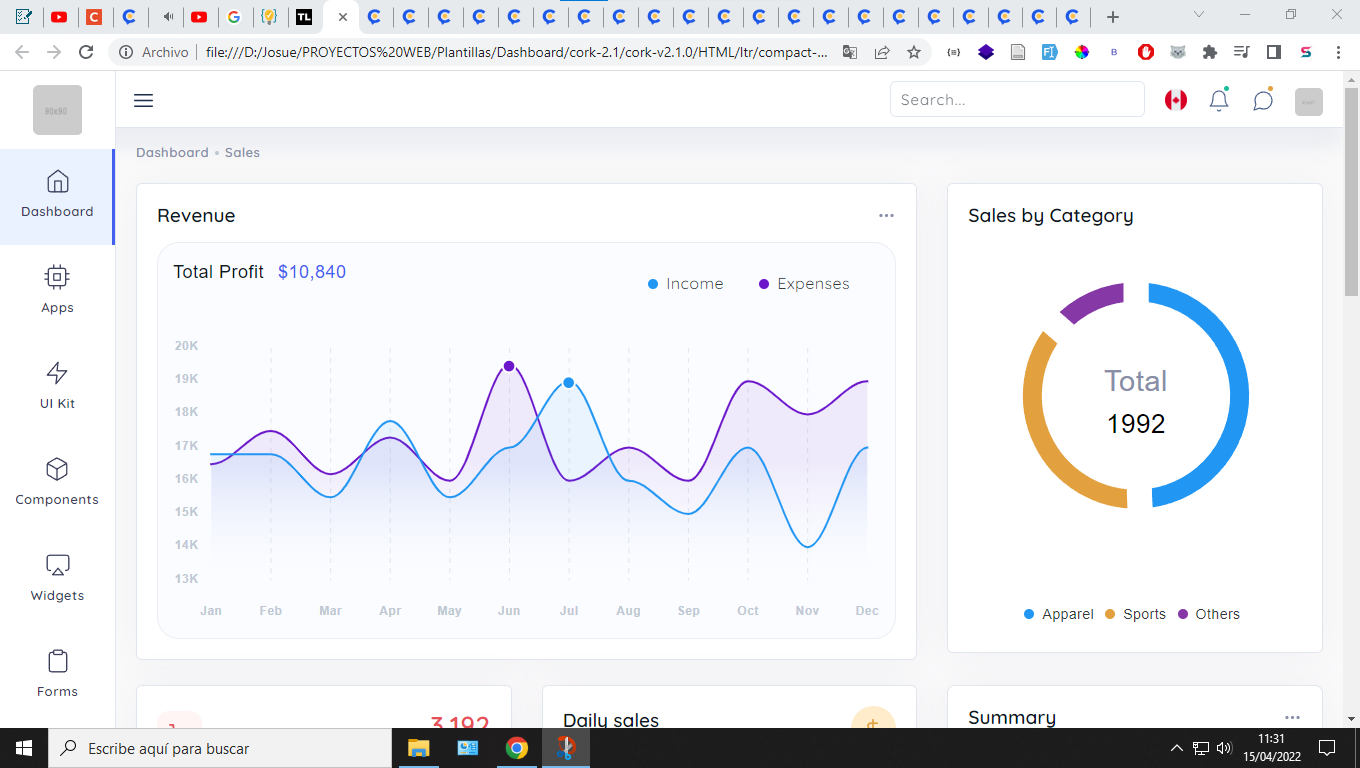 TL
Archivo
file:///D:/Josue/PROYECTOS%20WEB/Plantillas/Dashboard/cork-2.1/cork-v2.1.0/HTML/ltr/compact-...
90x90
Search...
Dashboard • Sales
Dashboard
Apps
UI Kit
Components
Widgets
Forms
Revenue
Total Profit $10,840
Income
Expenses
20K
19K
18K
17K
16K
15K
14K
13K
Jan Feb Mar Apr May Jun Jul Aug Sep Oct Nov Dec
Sales by Category
Total
1992
Apparel Sports Others
3,192
Daily sales
Summary
Escribe aquí para buscar
11:31
15/04/2022